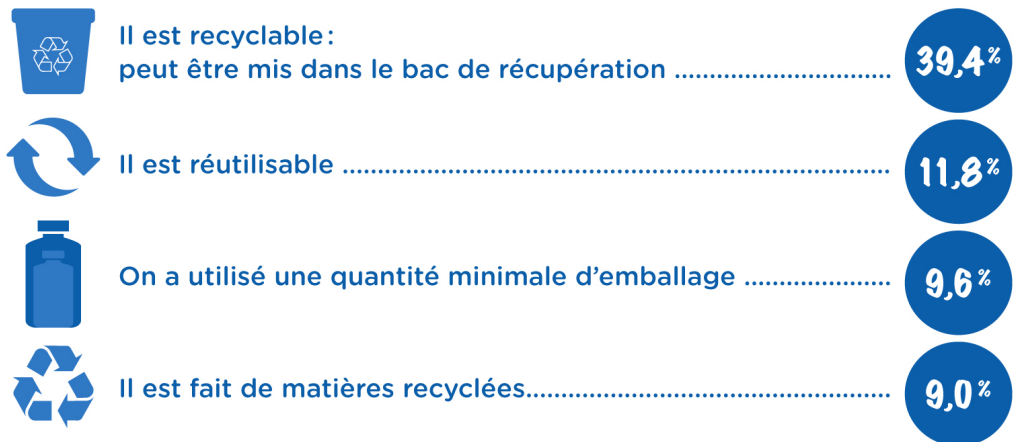 Il est recyclable :
peut être mis dans le bac de récupération ................................ 39,4 %
Il est réutilisable ................................................................................ 11,8 %
On a utilisé une quantité minimale d’emballage ..................... 9,6 %
Il est fait de matières recyclées..................................................... 9,0 %